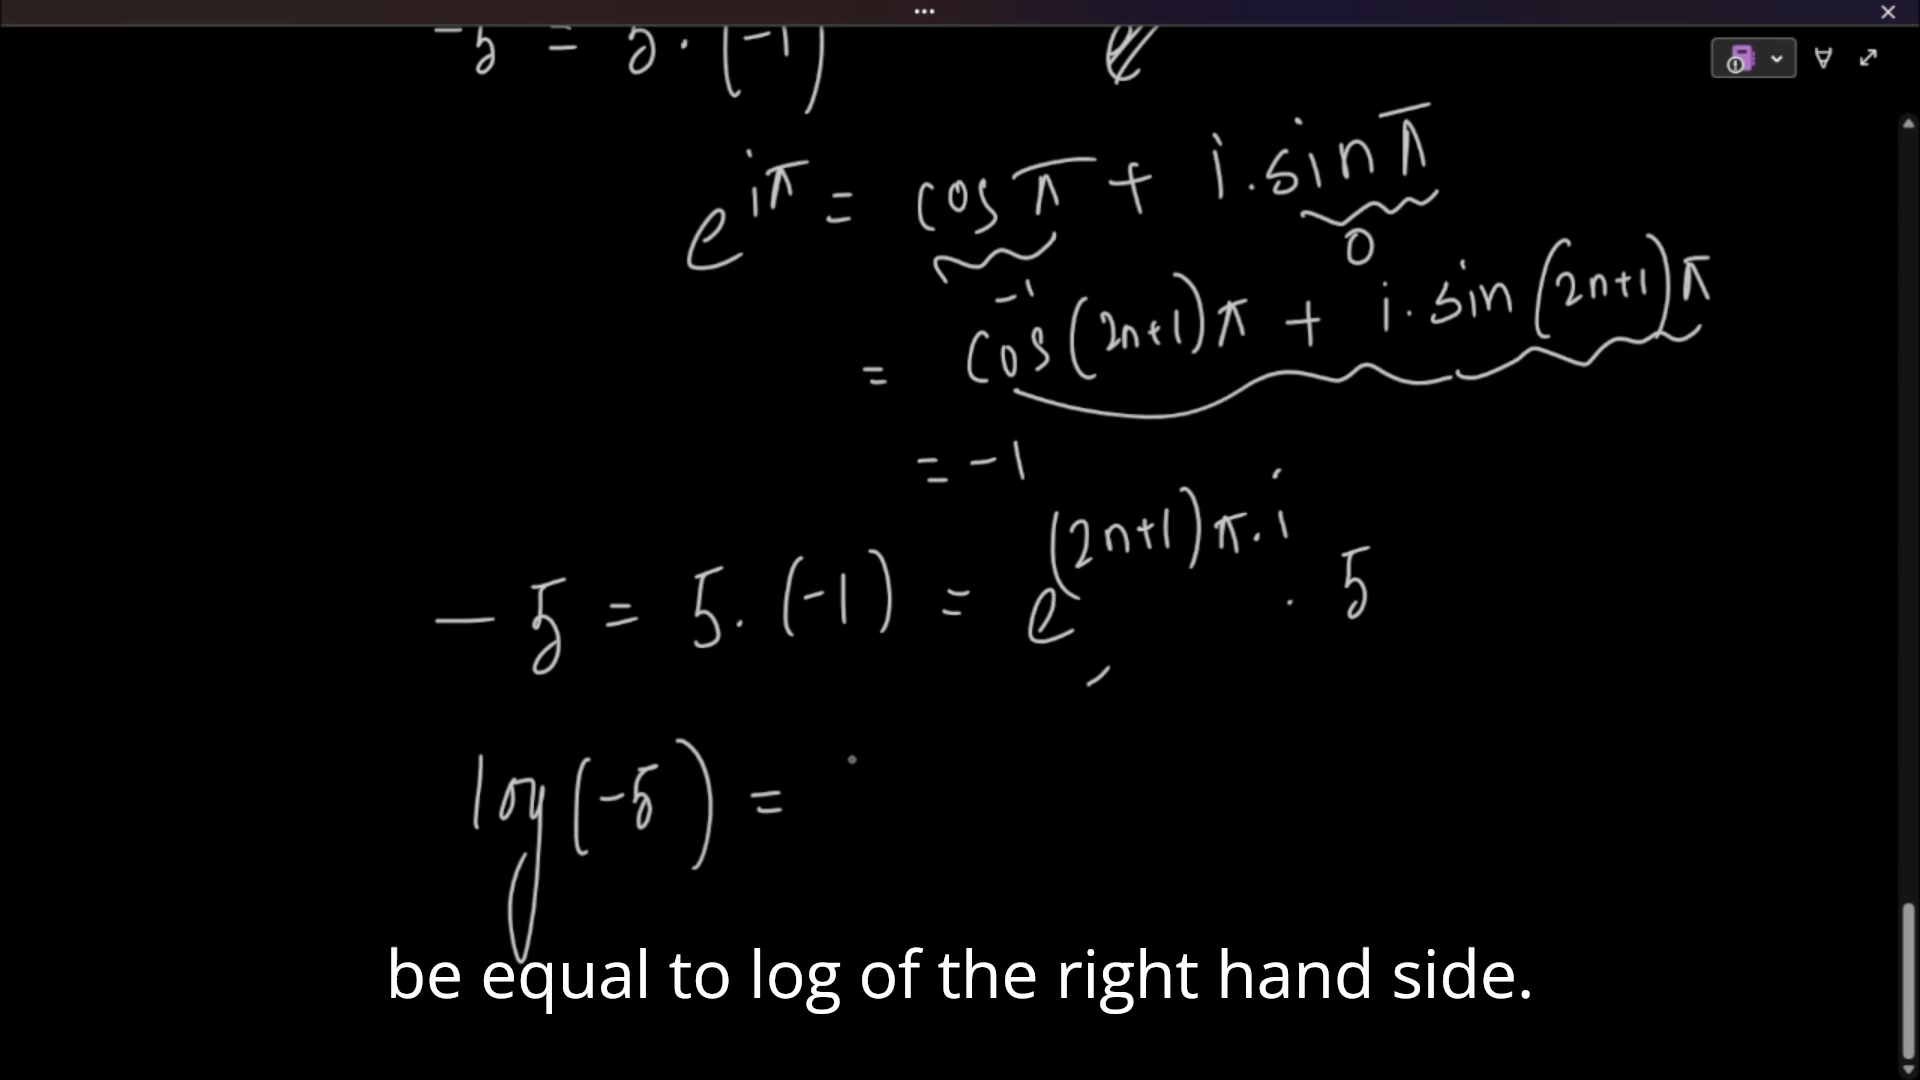 -5 = 5·(-1) e
e^{iπ} = cos π + i·sin π
-1 0
= cos(2n+1)π + i·sin(2n+1)π
= -1
-5 = 5·(-1) = e^{(2n+1)π·i} · 5
log(-5) =
be equal to log of the right hand side.